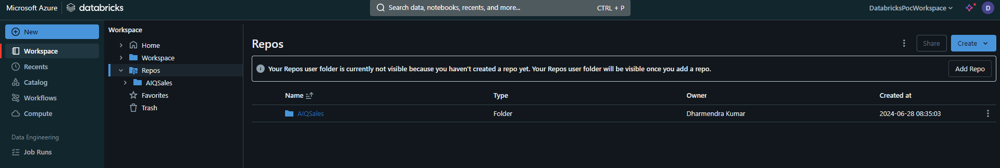 Microsoft Azure databricks
Search data, notebooks, recents, and more... CTRL + P
DatabricksPocWorkspace D
New
Workspace
Recents
Catalog
Workflows
Compute
Data Engineering
Job Runs
Workspace
Home
Workspace
Repos
AIQSales
Favorites
Trash
Repos
Share Create
Your Repos user folder is currently not visible because you haven't created a repo yet. Your Repos user folder will be visible once you add a repo. Add Repo
Name Type Owner Created at
AIQSales Folder Dharmendra Kumar 2024-06-28 08:35:03